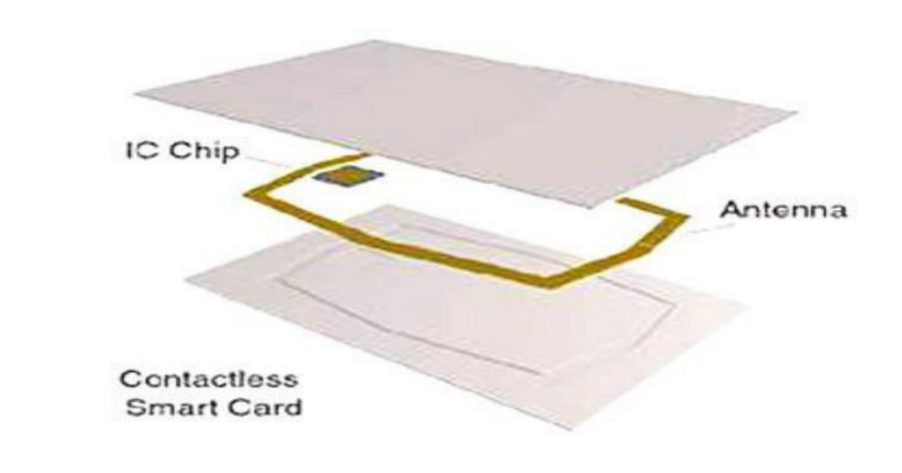 IC Chip
Antenna
Contactless
Smart Card